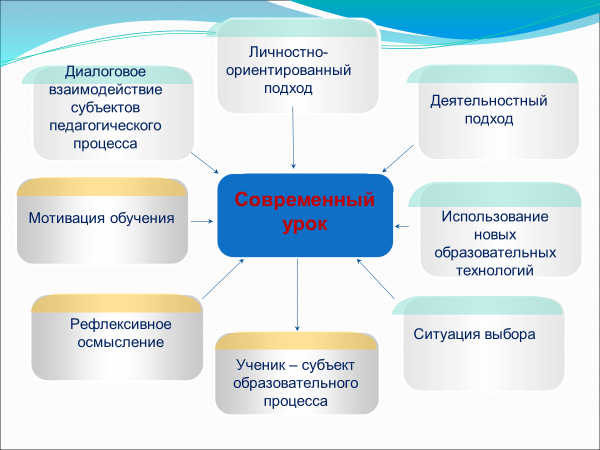 Личностно-
ориентированный
подход
Диалоговое
взаимодействие
субъектов
педагогического
процесса
Деятельностный
подход
Современный
урок
Мотивация обучения
Использование
новых
образовательных
технологий
Рефлексивное
осмысление
Ситуация выбора
Ученик – субъект
образовательного
процесса